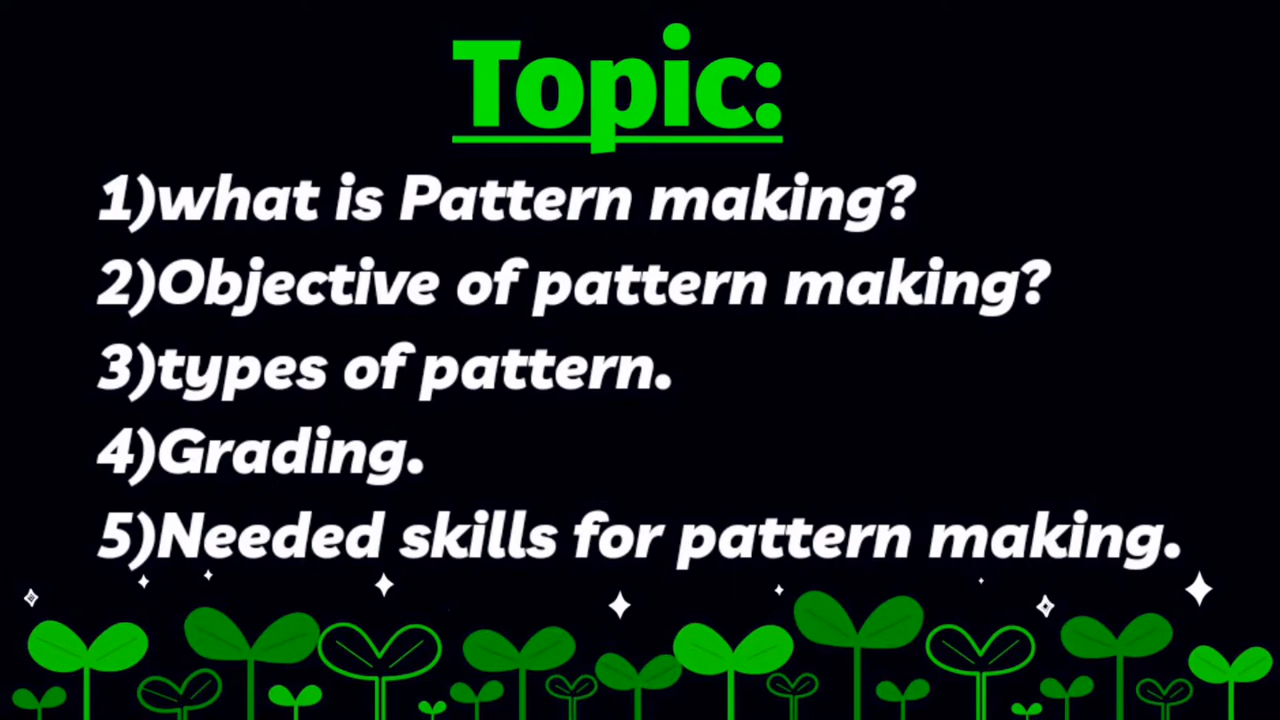 Topic:
1)what is Pattern making?
2)Objective of pattern making?
3)types of pattern.
4)Grading.
5)Needed skills for pattern making.